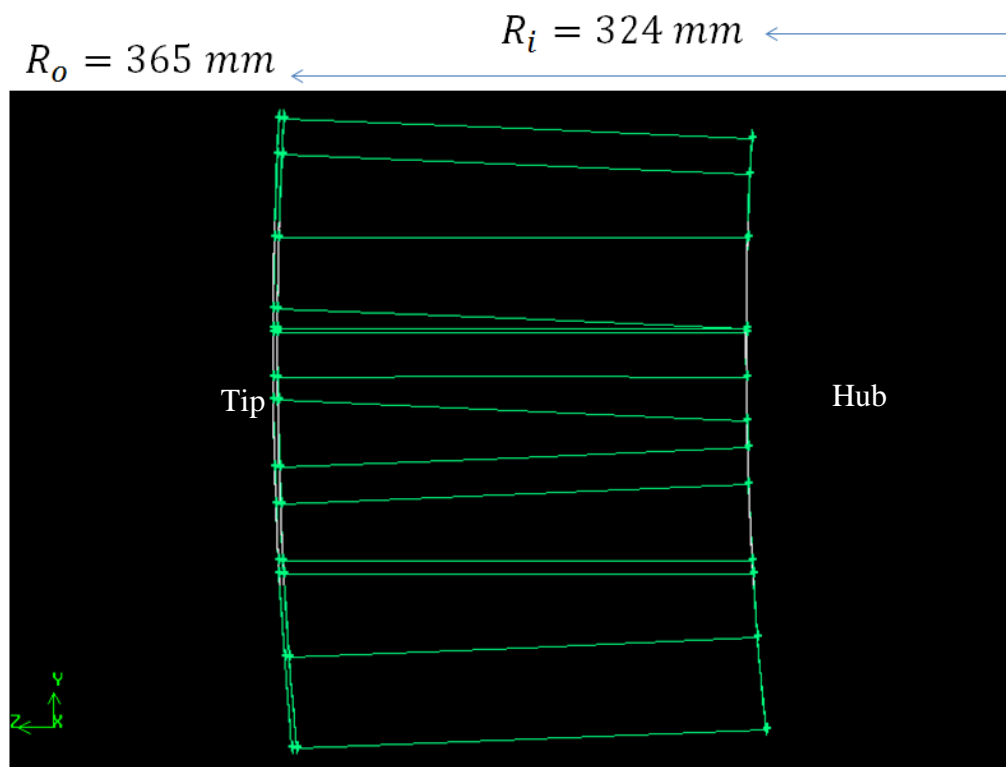 R_i = 324 mm
R_o = 365 mm
Tip
Hub
Y
Z X